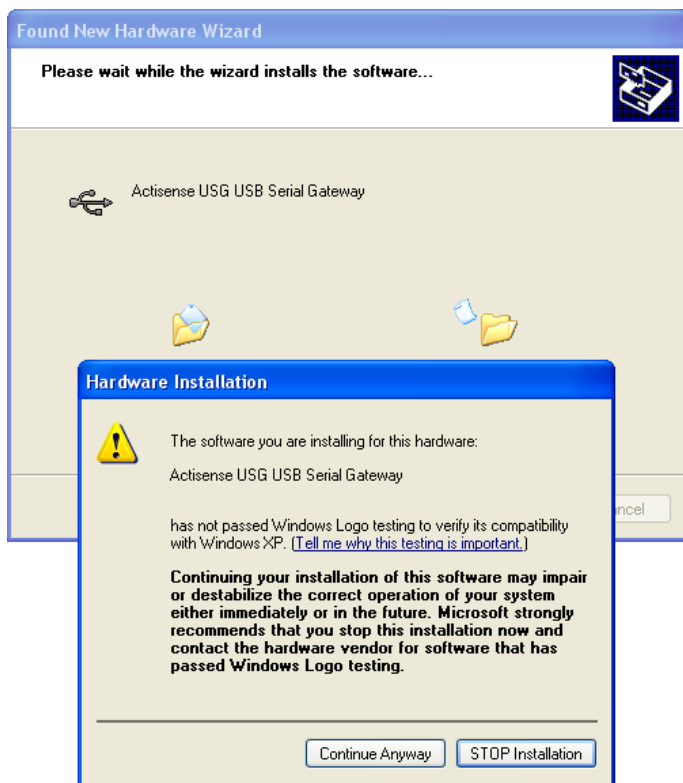 Found New Hardware Wizard
Please wait while the wizard installs the software...
Actisense USG USB Serial Gateway
Hardware Installation
The software you are installing for this hardware:
Actisense USG USB Serial Gateway
has not passed Windows Logo testing to verify its compatibility
with Windows XP. (Tell me why this testing is important.)
Continuing your installation of this software may impair
or destabilize the correct operation of your system
either immediately or in the future. Microsoft strongly
recommends that you stop this installation now and
contact the hardware vendor for software that has
passed Windows Logo testing.
ncel
Continue Anyway
STOP Installation